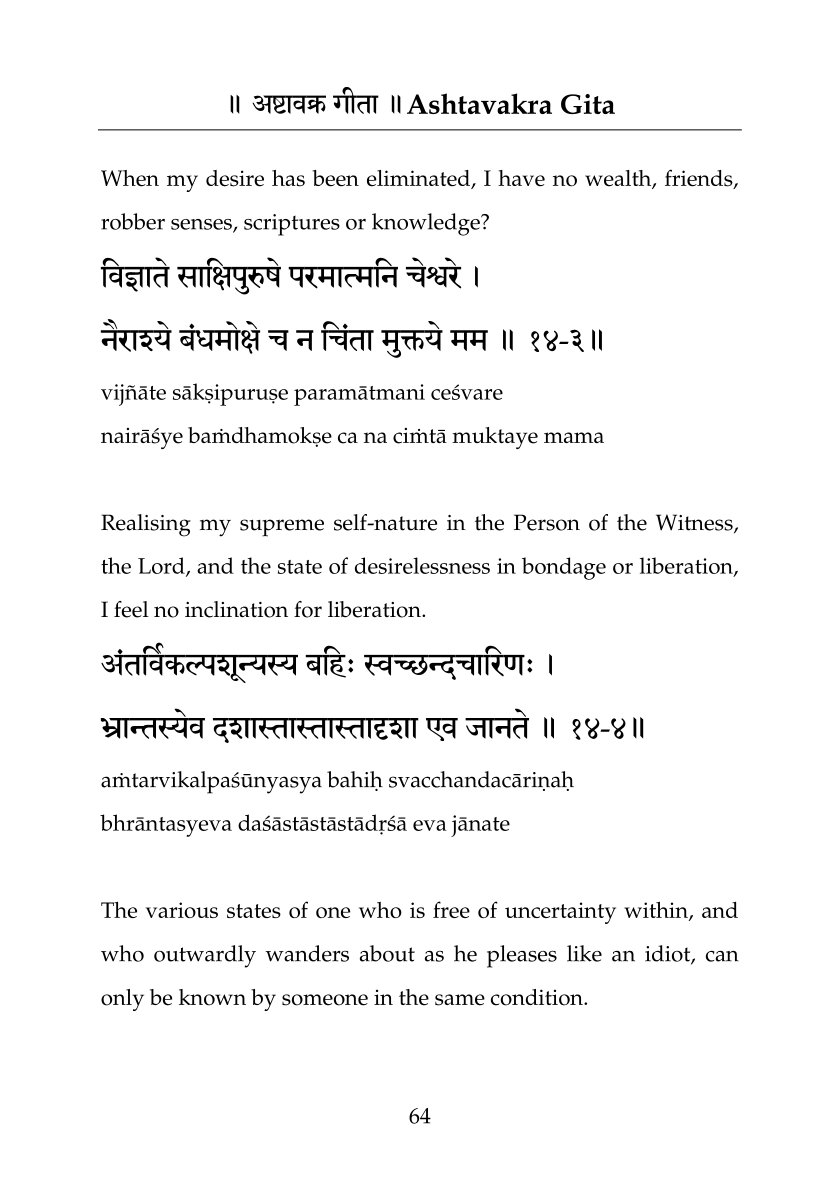 ॥ अष्टावक्र गीता ॥ Ashtavakra Gita
When my desire has been eliminated, I have no wealth, friends,
robber senses, scriptures or knowledge?
विज्ञाते साक्षिपुरुषे परमात्मनि चेश्वरे ।
नैराश्ये बंधमोक्षे च न चिंता मुक्तये मम ॥ १४-३॥
vijñāte sākṣipuruṣe paramātmani ceśvare
nairāśye baṁdhamokṣe ca na ciṁtā muktaye mama
Realising my supreme self-nature in the Person of the Witness,
the Lord, and the state of desirelessness in bondage or liberation,
I feel no inclination for liberation.
अंतर्विकल्पशून्यस्य बहिः स्वच्छन्दचारिणः ।
भ्रान्तस्येव दशास्तास्तास्तादृशा एव जानते ॥ १४-४॥
aṁtarvikalpaśūnyasya bahiḥ svacchandacāriṇaḥ
bhrāntasyeva daśāstāstāstādṛśā eva jānate
The various states of one who is free of uncertainty within, and
who outwardly wanders about as he pleases like an idiot, can
only be known by someone in the same condition.
64